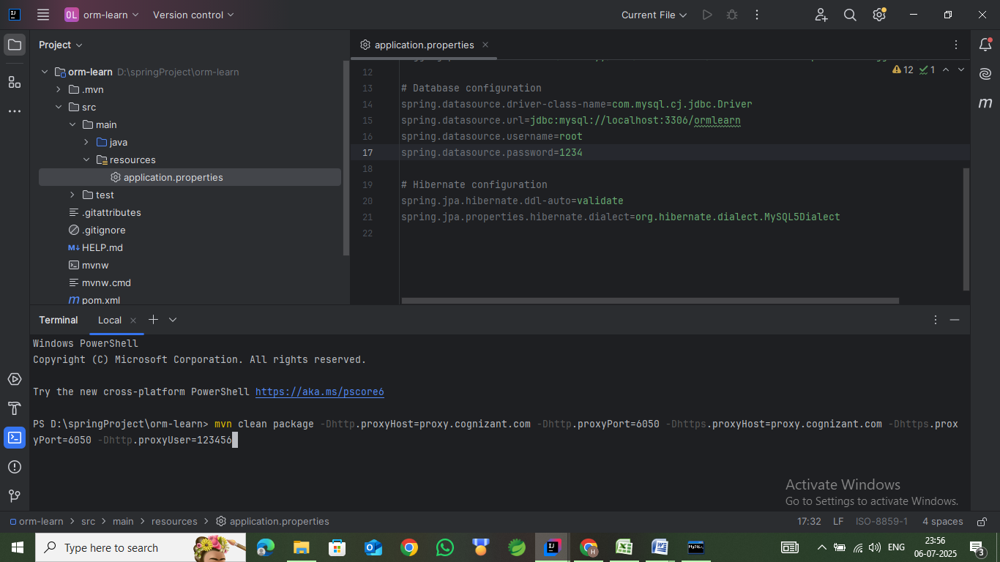 OL orm-learn Version control Current File
Project
application.properties
orm-learn D:\springProject\orm-learn
.mvn
src
main
java
resources
application.properties
test
.gitattributes
.gitignore
M↓ HELP.md
mvnw
mvnw.cmd
m pom.xml
12
13 # Database configuration
14 spring.datasource.driver-class-name=com.mysql.cj.jdbc.Driver
15 spring.datasource.url=jdbc:mysql://localhost:3306/ormlearn
16 spring.datasource.username=root
17 spring.datasource.password=1234
18
19 # Hibernate configuration
20 spring.jpa.hibernate.ddl-auto=validate
21 spring.jpa.properties.hibernate.dialect=org.hibernate.dialect.MySQL5Dialect
22
12 1
m
Terminal Local
Windows PowerShell
Copyright (C) Microsoft Corporation. All rights reserved.
Try the new cross-platform PowerShell https://aka.ms/pscore6
PS D:\springProject\orm-learn> mvn clean package -Dhttp.proxyHost=proxy.cognizant.com -Dhttp.proxyPort=6050 -Dhttps.proxyHost=proxy.cognizant.com -Dhttps.prox
yPort=6050 -Dhttp.proxyUser=123456
Activate Windows
Go to Settings to activate Windows.
orm-learn > src > main > resources > application.properties
17:32 LF ISO-8859-1 4 spaces
Type here to search
ENG
23:56
06-07-2025
3